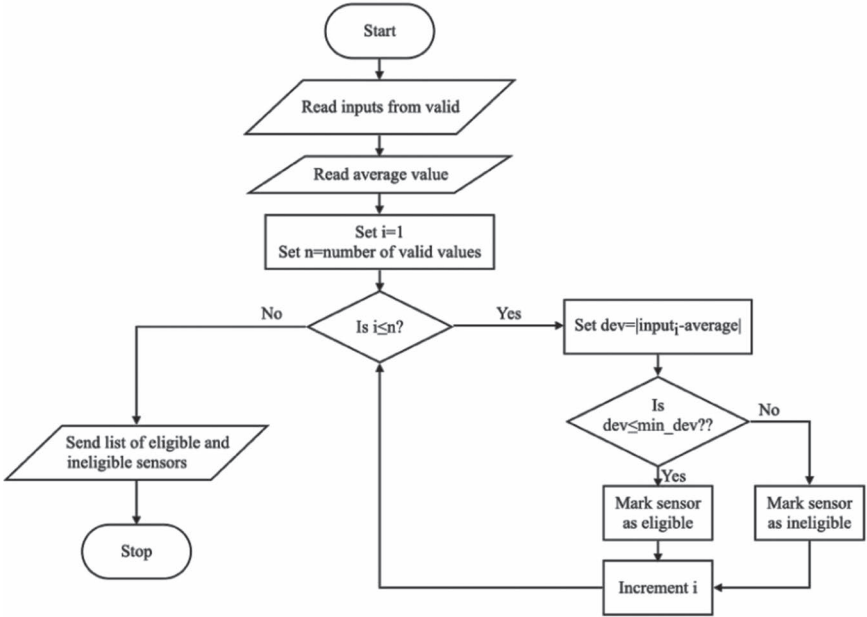 Start
Read inputs from valid
Read average value
Set i=1
Set n=number of valid values
Is i≤n?
No
Yes
Set dev=|inputi-average|
Is
dev≤min_dev??
No
Yes
Mark sensor
as eligible
Mark sensor
as ineligible
Increment i
Send list of eligible and
ineligible sensors
Stop